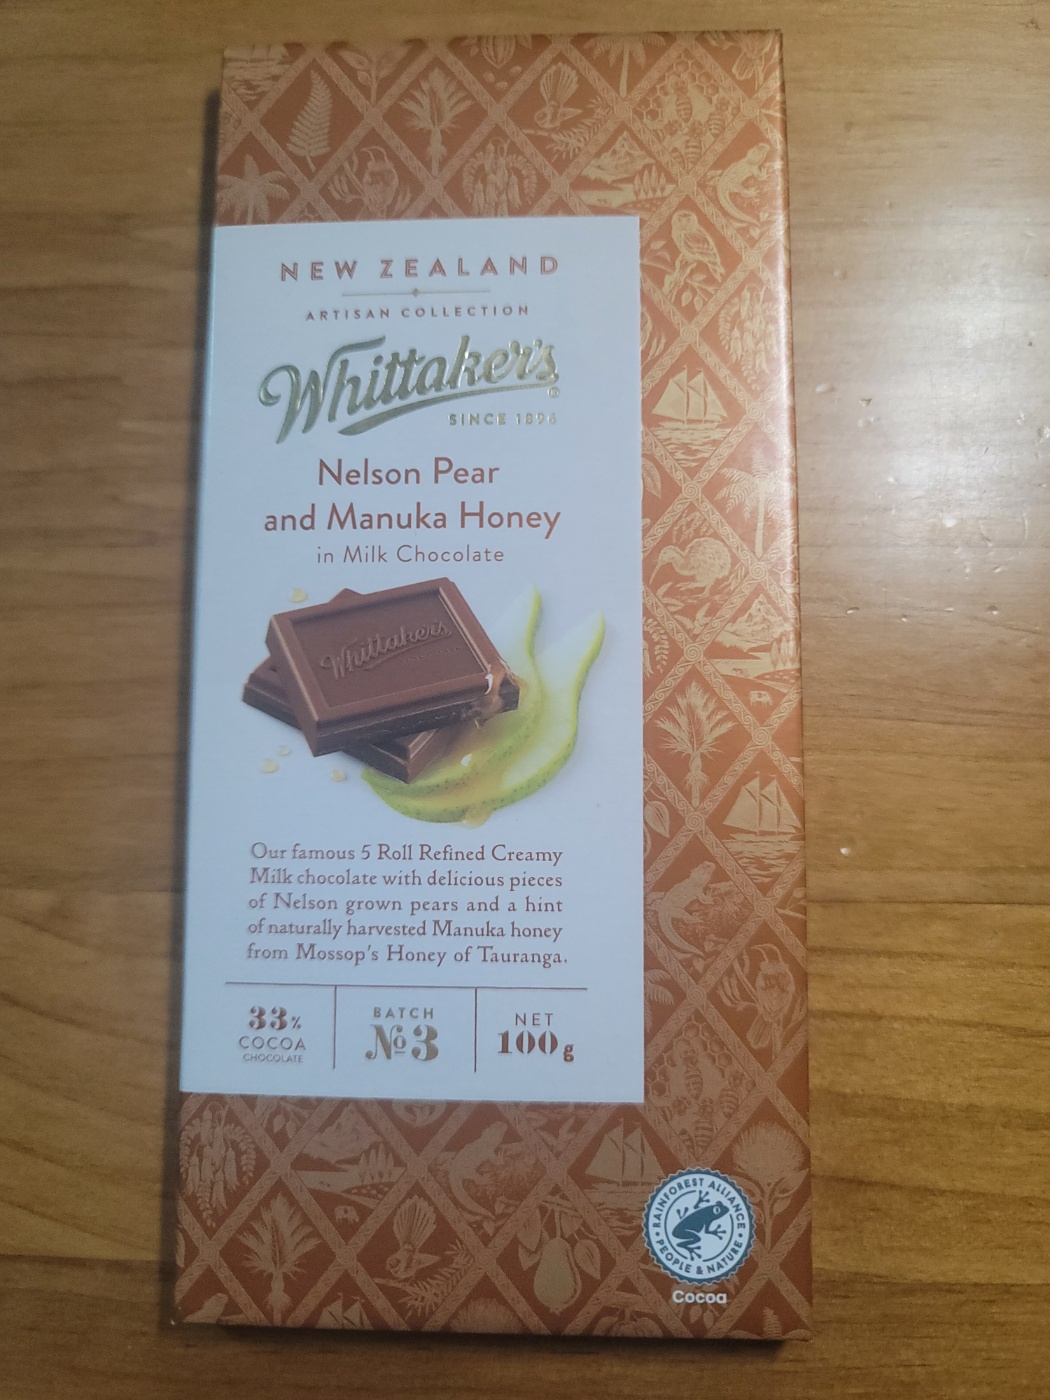 NEW ZEALAND
ARTISAN COLLECTION
Whittaker's®
SINCE 1896
Nelson Pear
and Manuka Honey
in Milk Chocolate
Whittaker's
Our famous 5 Roll Refined Creamy
Milk chocolate with delicious pieces
of Nelson grown pears and a hint
of naturally harvested Manuka honey
from Mossop's Honey of Tauranga.
33%
COCOA
CHOCOLATE
BATCH
№3
NET
100g
RAINFOREST ALLIANCE
PEOPLE & NATURE
Cocoa